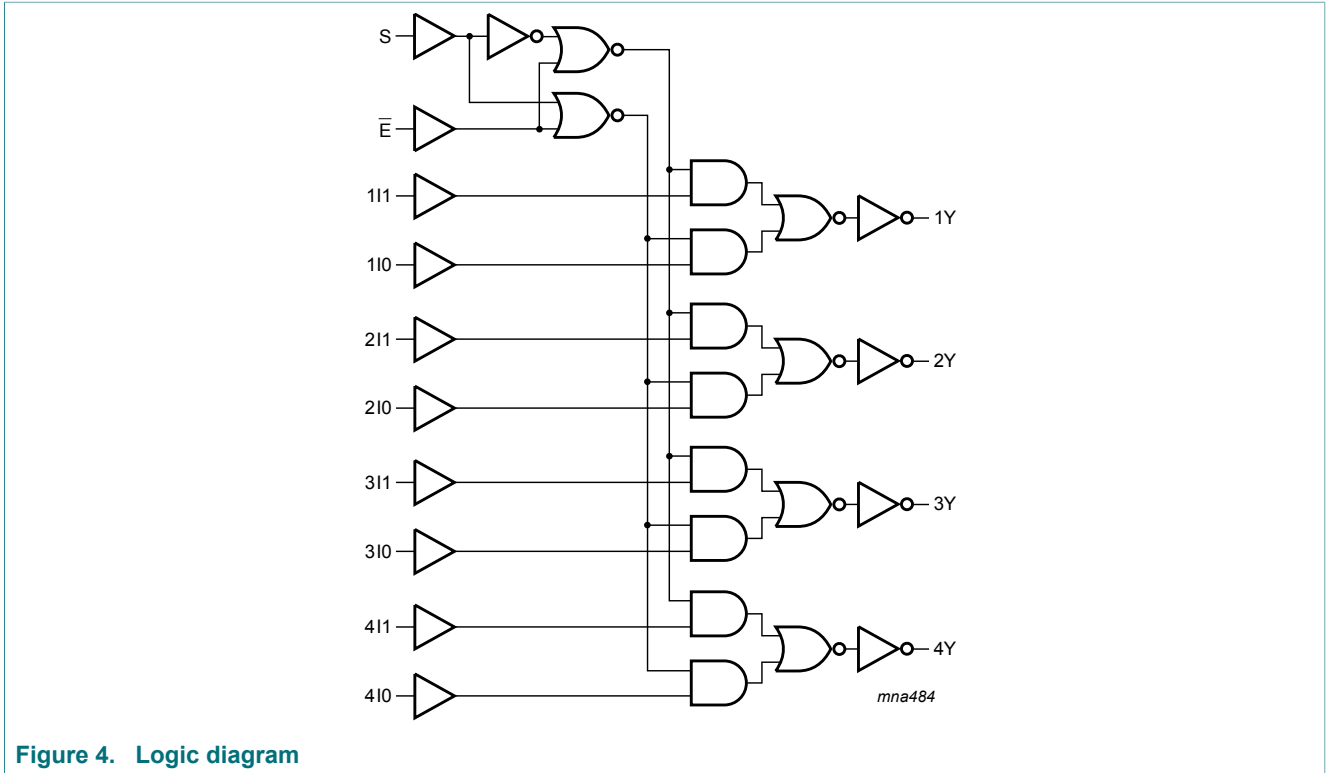 S
E̅
1I1
1Y
1I0
2I1
2Y
2I0
3I1
3Y
3I0
4I1
4Y
4I0
mna484
Figure 4. Logic diagram